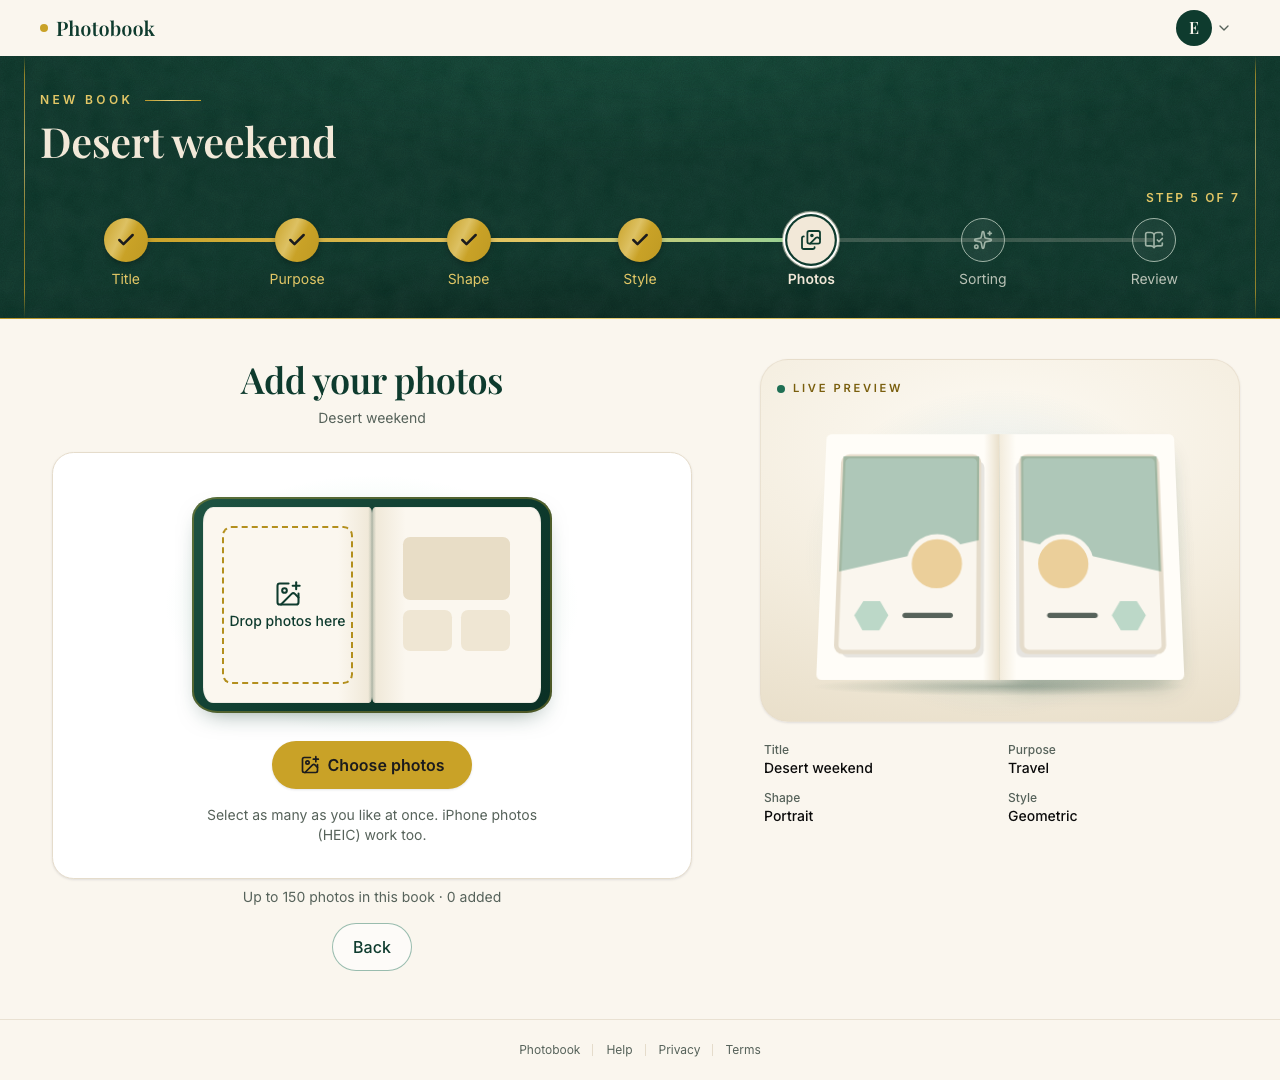 Photobook
E
NEW BOOK
Desert weekend
STEP 5 OF 7
Title
Purpose
Shape
Style
Photos
Sorting
Review
Add your photos
Desert weekend
Drop photos here
Choose photos
Select as many as you like at once. iPhone photos
(HEIC) work too.
Up to 150 photos in this book · 0 added
Back
LIVE PREVIEW
Title
Desert weekend
Purpose
Travel
Shape
Portrait
Style
Geometric
Photobook
Help
Privacy
Terms